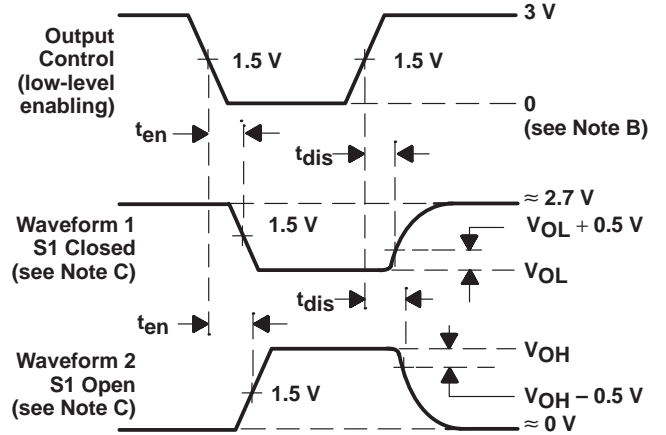 3 V
Output
Control
(low-level
enabling)
1.5 V
1.5 V
0
(see Note B)
ten
tdis
≈ 2.7 V
Waveform 1
S1 Closed
(see Note C)
1.5 V
VOL + 0.5 V
VOL
ten
tdis
Waveform 2
S1 Open
(see Note C)
1.5 V
VOH
VOH – 0.5 V
≈ 0 V